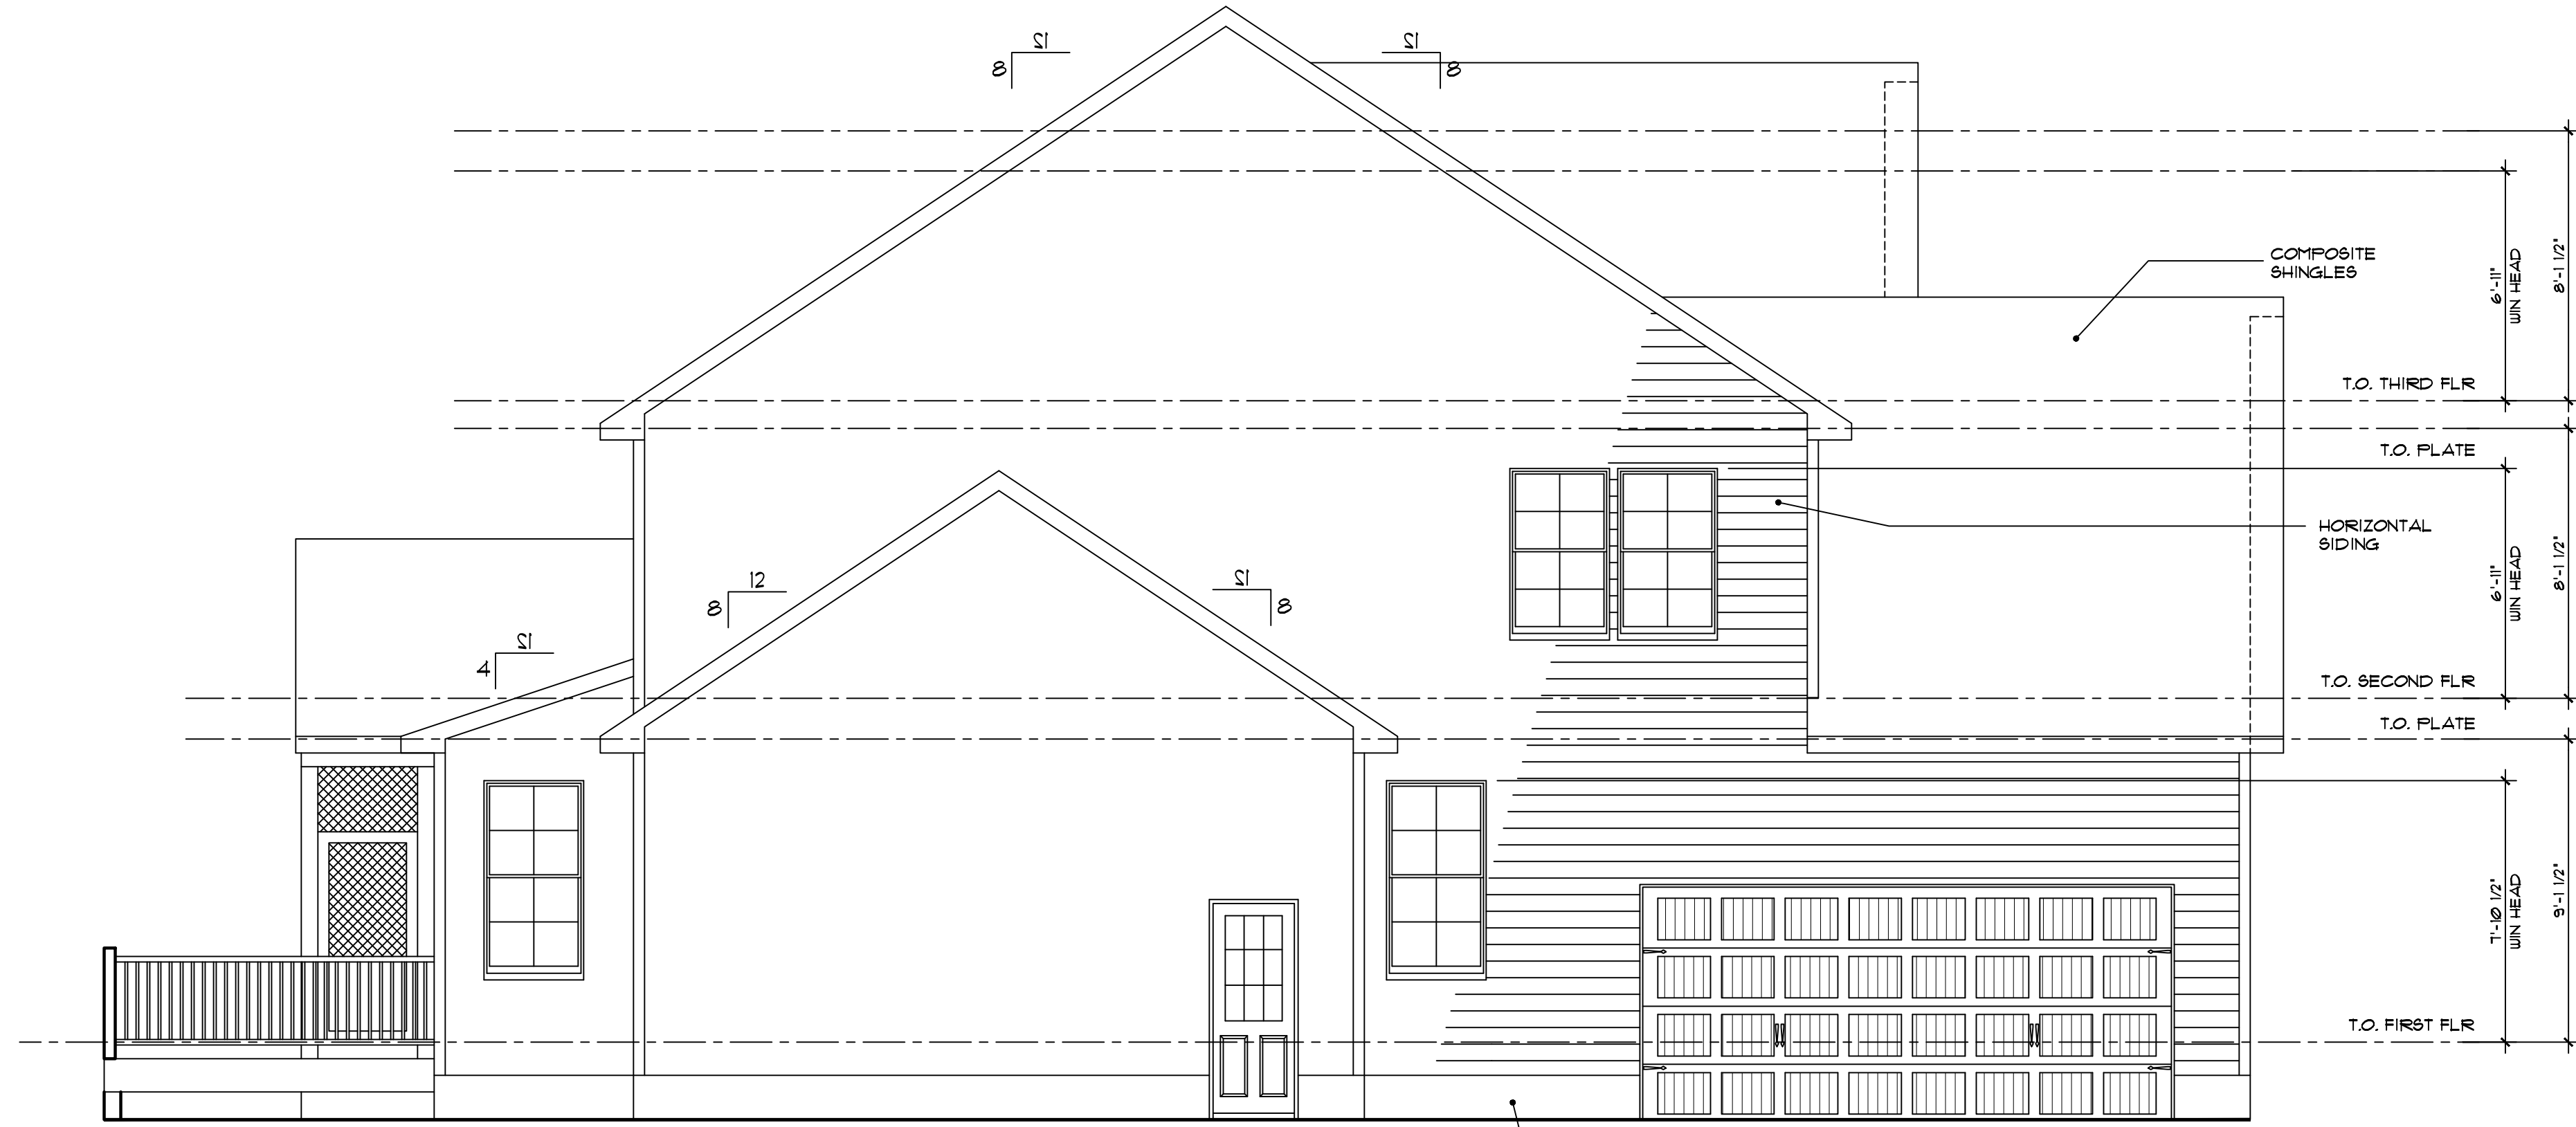 12
8
12
8
COMPOSITE
SHINGLES
6'-11"
WIN HEAD
8'-1 1/2"
T.O. THIRD FLR
T.O. PLATE
HORIZONTAL
SIDING
6'-11"
WIN HEAD
8'-1 1/2"
12
8
12
8
12
4
T.O. SECOND FLR
T.O. PLATE
7'-10 1/2"
WIN HEAD
9'-1 1/2"
T.O. FIRST FLR